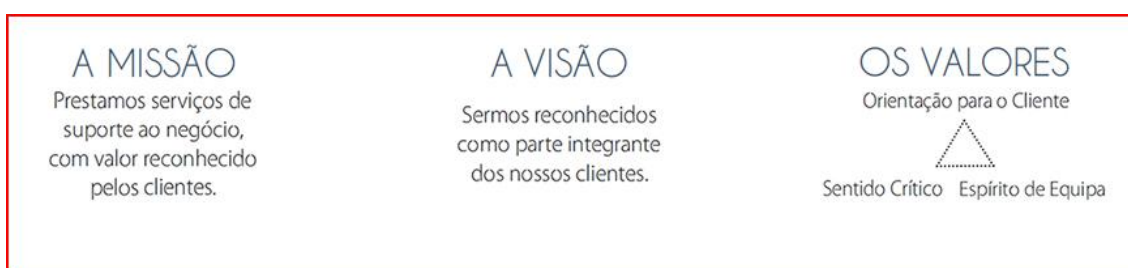 A MISSÃO
Prestamos serviços de
suporte ao negócio,
com valor reconhecido
pelos clientes.
A VISÃO
Sermos reconhecidos
como parte integrante
dos nossos clientes.
OS VALORES
Orientação para o Cliente
Sentido Crítico Espírito de Equipa